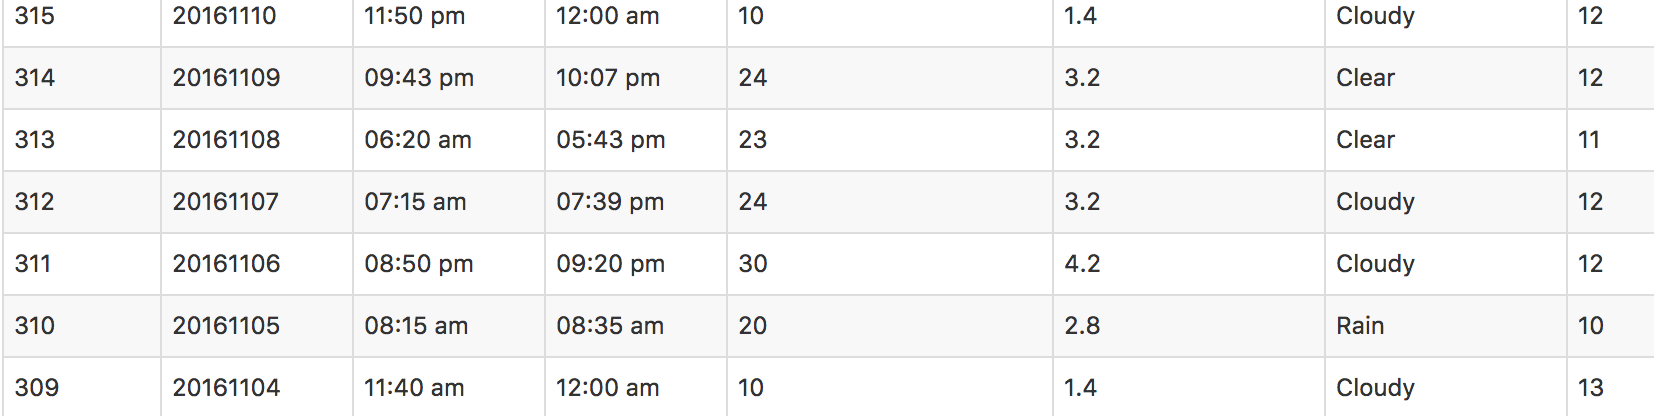 315 20161110 11:50 pm 12:00 am 10 1.4 Cloudy 12
314 20161109 09:43 pm 10:07 pm 24 3.2 Clear 12
313 20161108 06:20 am 05:43 pm 23 3.2 Clear 11
312 20161107 07:15 am 07:39 pm 24 3.2 Cloudy 12
311 20161106 08:50 pm 09:20 pm 30 4.2 Cloudy 12
310 20161105 08:15 am 08:35 am 20 2.8 Rain 10
309 20161104 11:40 am 12:00 am 10 1.4 Cloudy 13